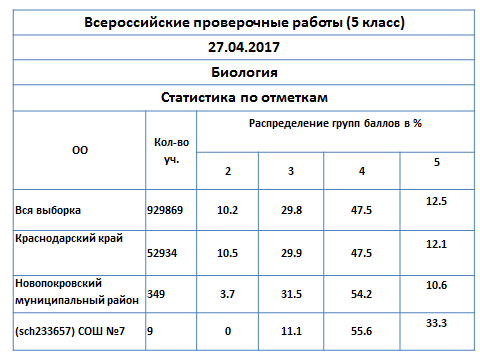 Всероссийские проверочные работы (5 класс)
27.04.2017
Биология
Статистика по отметкам
ОО Кол-во уч. Распределение групп баллов в %
2 3 4 5
Вся выборка 929869 10.2 29.8 47.5 12.5
Краснодарский край 52934 10.5 29.9 47.5 12.1
Новопокровский
муниципальный район 349 3.7 31.5 54.2 10.6
(sch233657) СОШ №7 9 0 11.1 55.6 33.3